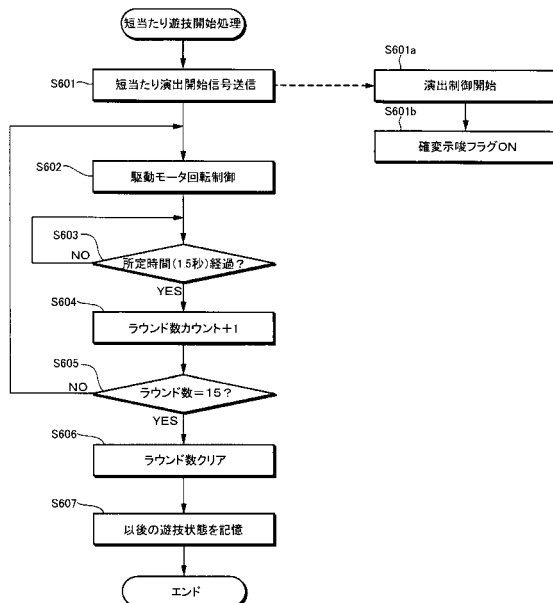 短当たり遊技開始処理
S601
短当たり演出開始信号送信
S601a
演出制御開始
S601b
確変示唆フラグON
S602
駆動モータ回転制御
S603
NO
所定時間(1.5秒)経過?
YES
S604
ラウンド数カウント+1
S605
NO
ラウンド数=15?
YES
S606
ラウンド数クリア
S607
以後の遊技状態を記憶
エンド